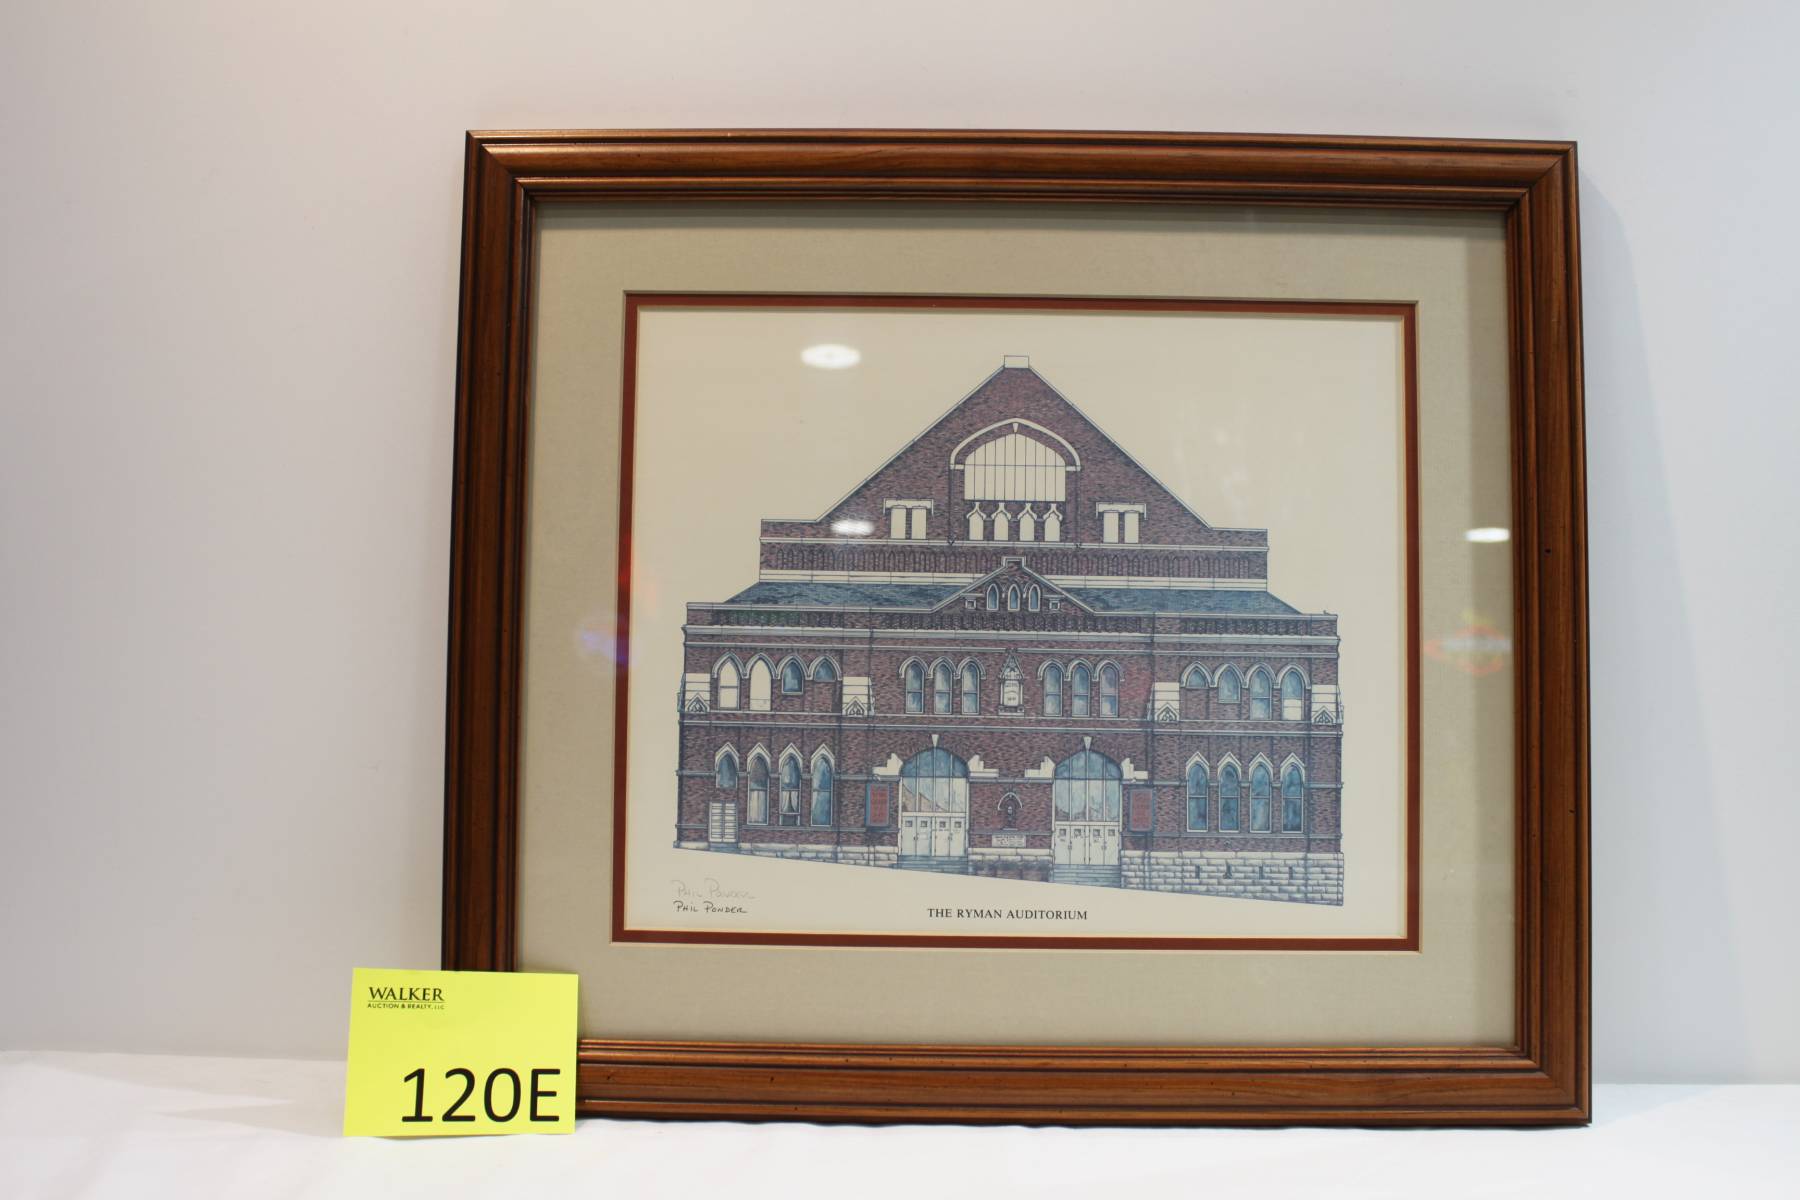 Phil Ponder
Phil Ponder
THE RYMAN AUDITORIUM
WALKER
AUCTION & REALTY, LLC
120E